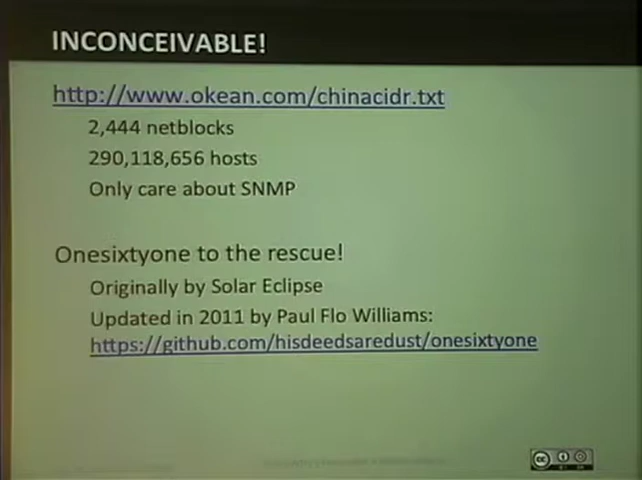 INCONCEIVABLE!
http://www.okean.com/chinacidr.txt
2,444 netblocks
290,118,656 hosts
Only care about SNMP
Onesixtyone to the rescue!
Originally by Solar Eclipse
Updated in 2011 by Paul Flo Williams:
https://github.com/hisdeedsaredust/onesixtyone
cc